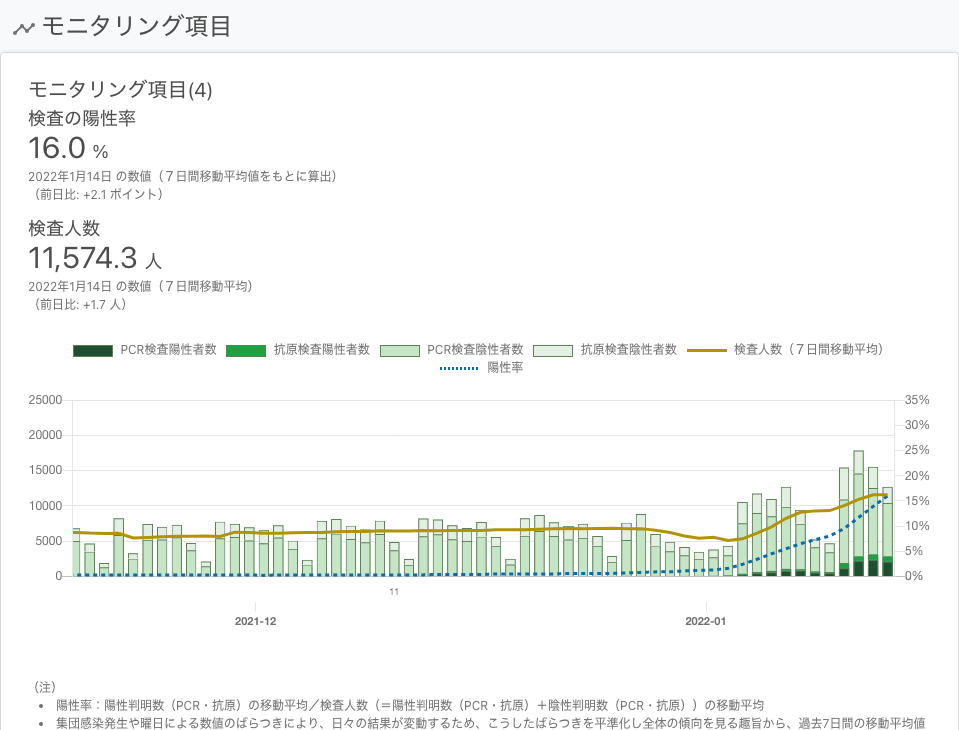 モニタリング項目
モニタリング項目(4)
検査の陽性率
16.0 %
2022年1月14日 の数値（７日間移動平均値をもとに算出）
（前日比: +2.1 ポイント）
検査人数
11,574.3 人
2022年1月14日 の数値（７日間移動平均）
（前日比: +1.7 人）
PCR検査陽性者数 抗原検査陽性者数 PCR検査陰性者数 抗原検査陰性者数 検査人数（７日間移動平均）
陽性率
25000 35%
30%
20000
25%
15000 20%
15%
10000
10%
5000
5%
0 0%
11
2021-12 2022-01
（注）
• 陽性率：陽性判明数（PCR・抗原）の移動平均／検査人数（＝陽性判明数（PCR・抗原）＋陰性判明数（PCR・抗原））の移動平均
• 集団感染発生や曜日による数値のばらつきにより、日々の結果が変動するため、こうしたばらつきを平準化し全体の傾向を見る趣旨から、過去7日間の移動平均値